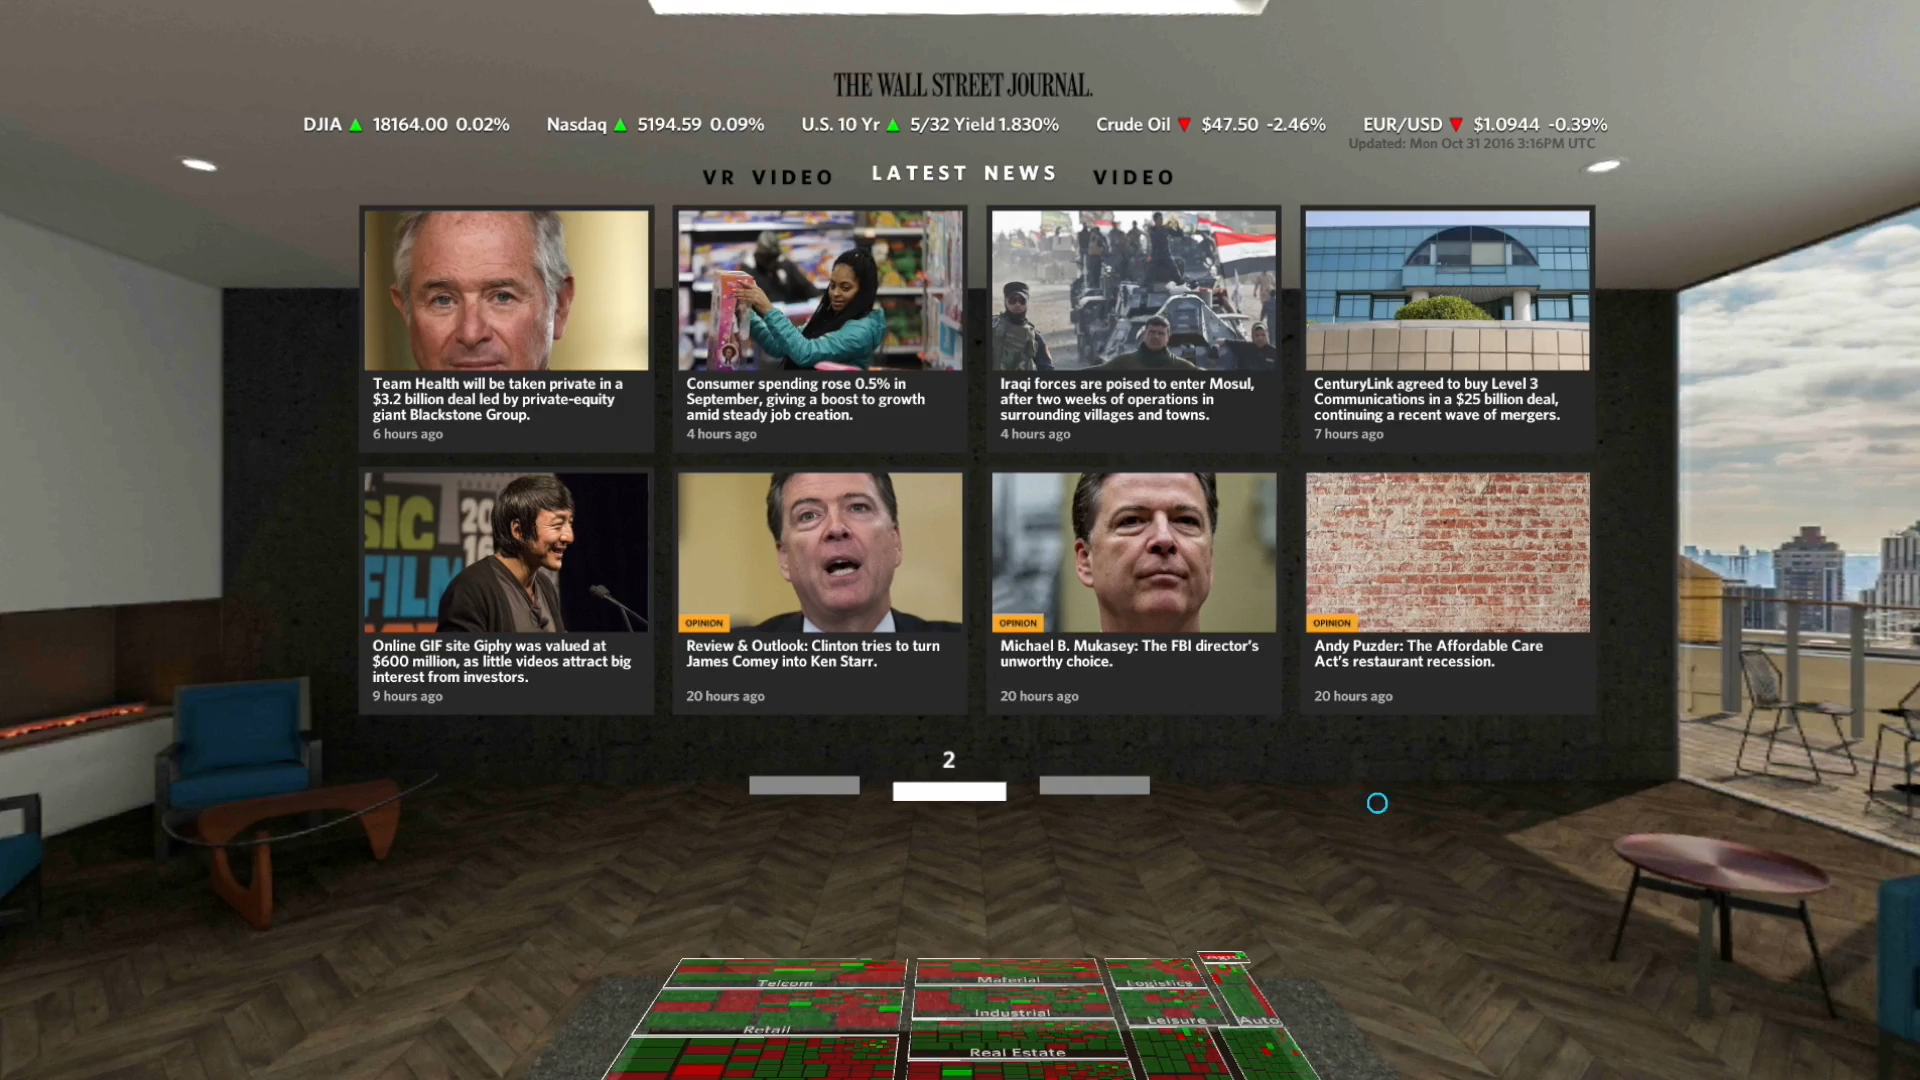 THE WALL STREET JOURNAL.
DJIA ▲ 18164.00 0.02% Nasdaq ▲ 5194.59 0.09% U.S. 10 Yr ▲ 5/32 Yield 1.830% Crude Oil ▼ $47.50 -2.46% EUR/USD ▼ $1.0944 -0.39%
Updated: Mon Oct 31 2016 3:16PM UTC
VR VIDEO LATEST NEWS VIDEO
Team Health will be taken private in a
$3.2 billion deal led by private-equity
giant Blackstone Group.
6 hours ago
Consumer spending rose 0.5% in
September, giving a boost to growth
amid steady job creation.
4 hours ago
Iraqi forces are poised to enter Mosul,
after two weeks of operations in
surrounding villages and towns.
4 hours ago
CenturyLink agreed to buy Level 3
Communications in a $25 billion deal,
continuing a recent wave of mergers.
7 hours ago
SIC 20
16
FILM
Online GIF site Giphy was valued at
$600 million, as little videos attract big
interest from investors.
9 hours ago
OPINION
Review & Outlook: Clinton tries to turn
James Comey into Ken Starr.
20 hours ago
OPINION
Michael B. Mukasey: The FBI director's
unworthy choice.
20 hours ago
OPINION
Andy Puzder: The Affordable Care
Act's restaurant recession.
20 hours ago
2
Telcom Material Logistics
Retail Industrial Leisure Auto
Real Estate